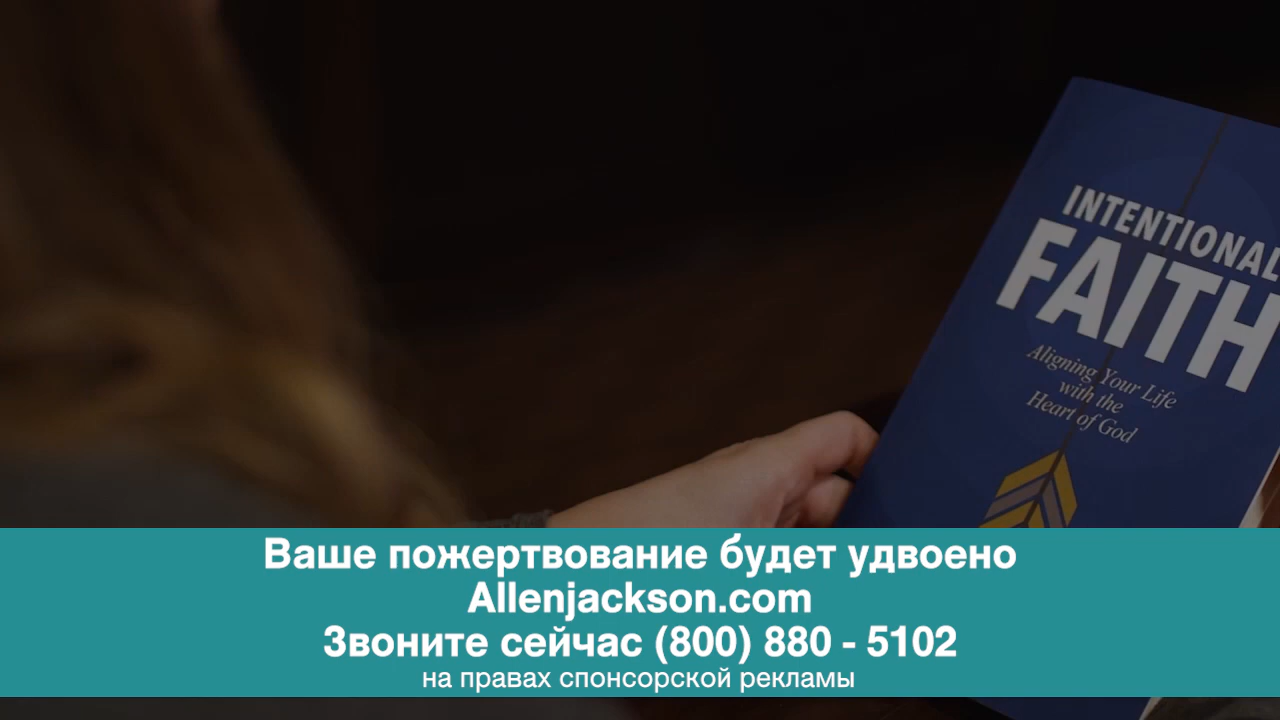 INTENTIONAL
FAITH
Aligning Your Life
with the
Heart of God
Ваше пожертвование будет удвоено
Allenjackson.com
Звоните сейчас (800) 880 - 5102
на правах спонсорской рекламы